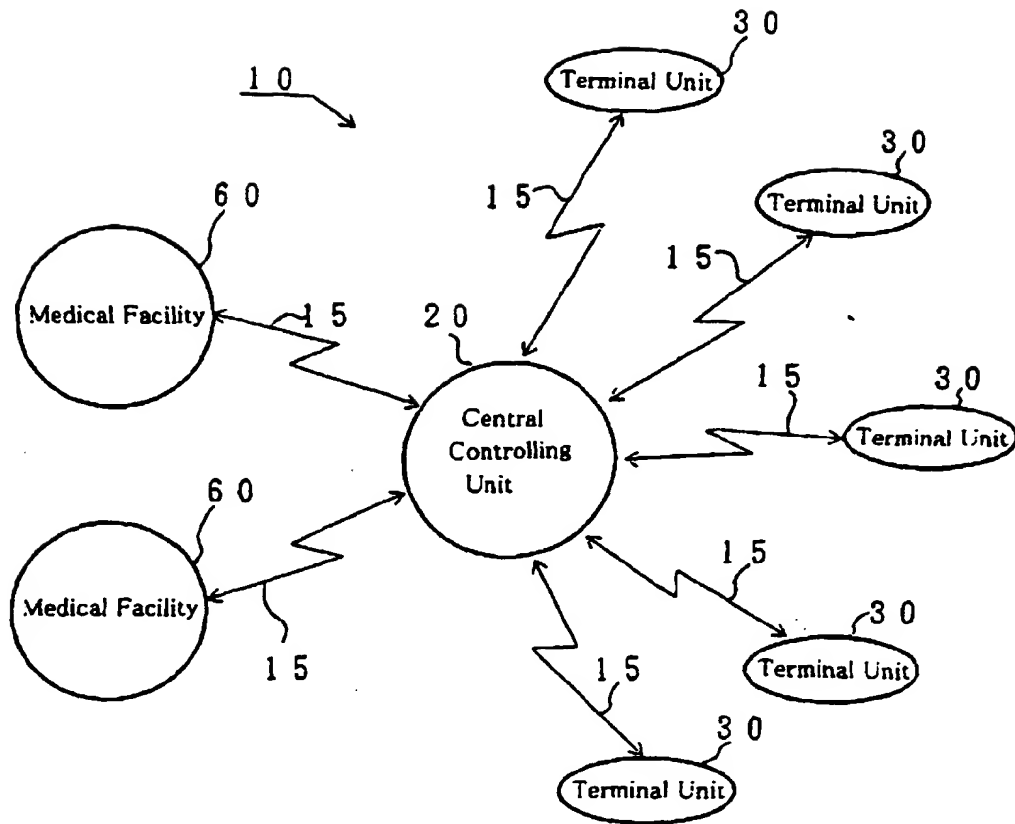 30
Terminal Unit
10
30
Terminal Unit
15
60
15
Medical Facility
15
20
15
30
Central
Controlling
Unit
Terminal Unit
60
15
Medical Facility
30
15
Terminal Unit
15
30
Terminal Unit